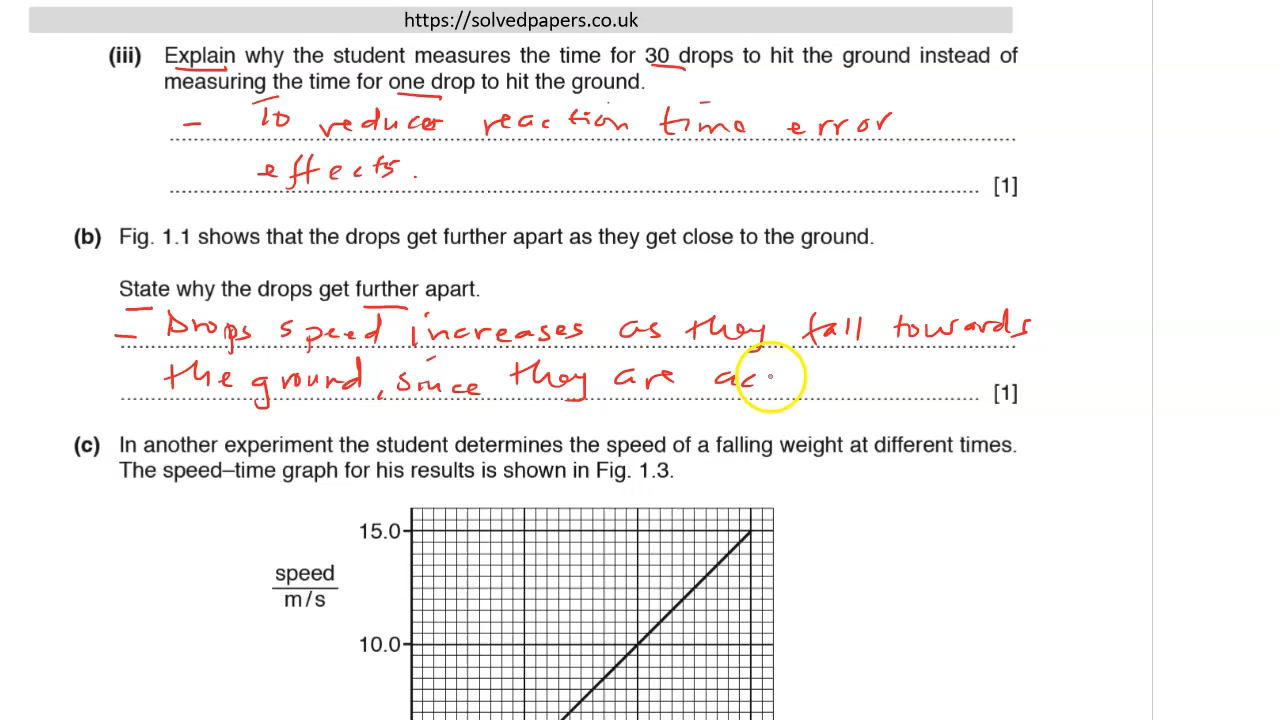 https://solvedpapers.co.uk
(iii) Explain why the student measures the time for 30 drops to hit the ground instead of
measuring the time for one drop to hit the ground.
– To reduce reaction time error
effects.
[1]
(b) Fig. 1.1 shows that the drops get further apart as they get close to the ground.
State why the drops get further apart.
– Drops speed increases as they fall towards
the ground, since they are ac
[1]
(c) In another experiment the student determines the speed of a falling weight at different times.
The speed–time graph for his results is shown in Fig. 1.3.
15.0
speed
m/s
10.0